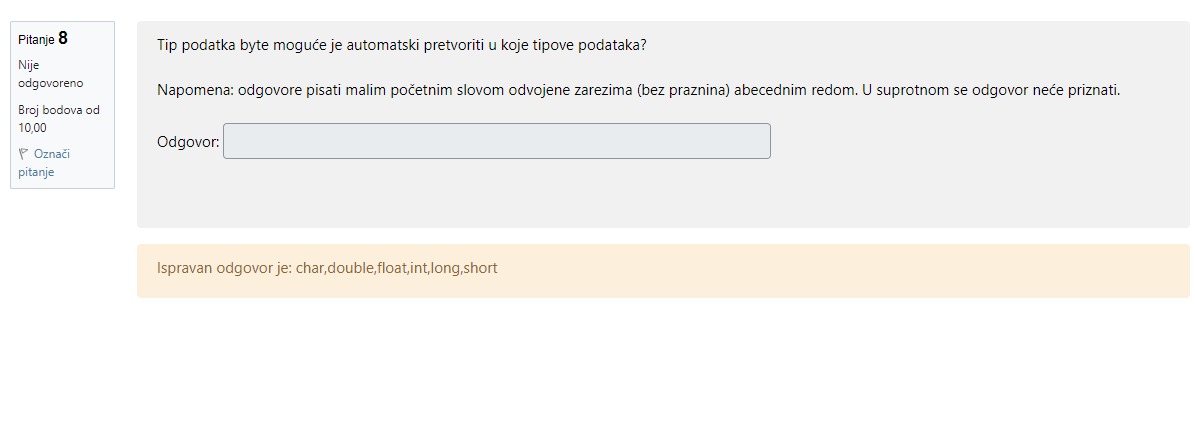 Pitanje 8
Nije
odgovoreno
Broj bodova od
10,00
Označi
pitanje
Tip podatka byte moguće je automatski pretvoriti u koje tipove podataka?
Napomena: odgovore pisati malim početnim slovom odvojene zarezima (bez praznina) abecednim redom. U suprotnom se odgovor neće priznati.
Odgovor:
Ispravan odgovor je: char,double,float,int,long,short